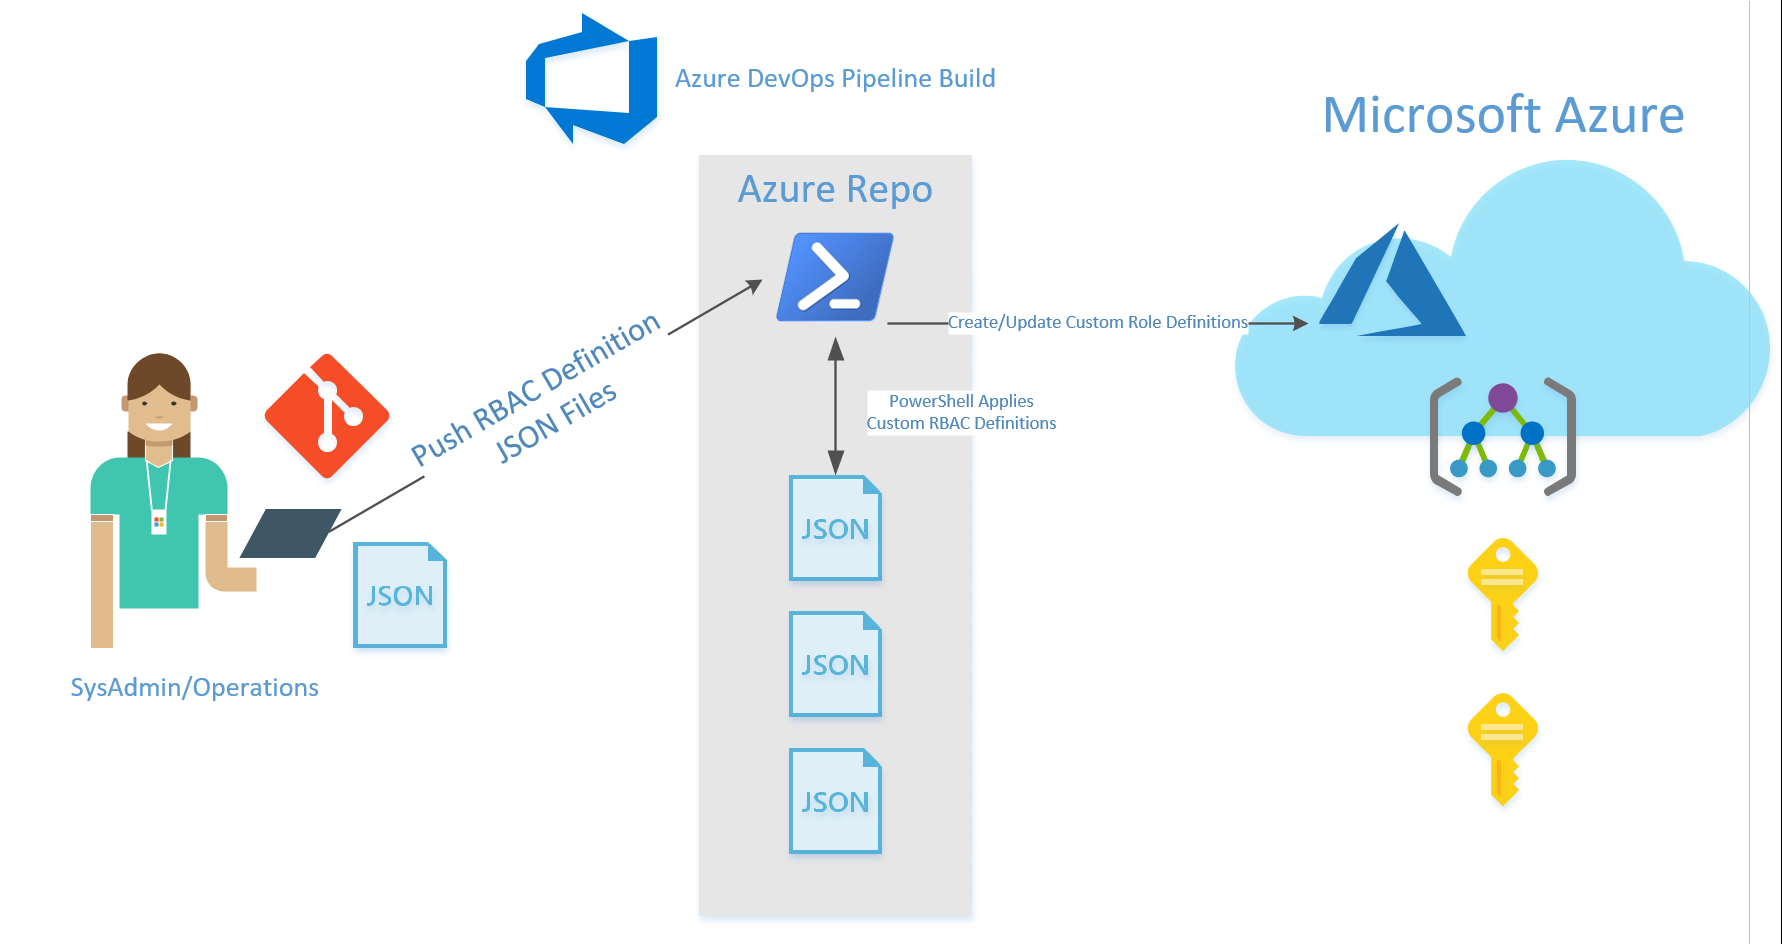 Azure DevOps Pipeline Build
Microsoft Azure
Azure Repo
Push RBAC Definition
JSON Files
Create/Update Custom Role Definitions
PowerShell Applies
Custom RBAC Definitions
JSON
JSON
JSON
JSON
SysAdmin/Operations